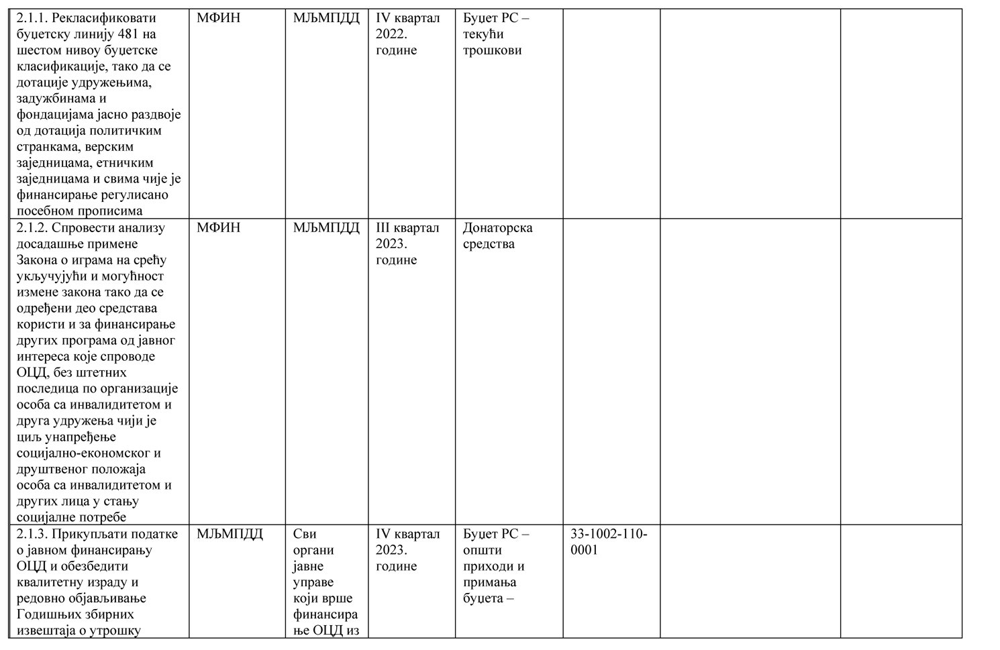 2.1.1. Рекласификовати
буџетску линију 481 на
шестом нивоу буџетске
класификације, тако да се
дотације удружењима,
задужбинама и
фондацијама јасно раздвоје
од дотација политичким
странкама, верским
заједницама, етничким
заједницама и свима чије је
финансирање регулисано
посебном прописима
МФИН
МЉМПДД
IV квартал
2022.
године
Буџет РС –
текући
трошкови
2.1.2. Спровести анализу
досадашње примене
Закона о играма на срећу
укључујући и могућност
измене закона тако да се
одређени део средстава
користи и за финансирање
других програма од јавног
интереса које спроводе
ОЦД, без штетних
последица по организације
особа са инвалидитетом и
друга удружења чији је
циљ унапређење
социјално-економског и
друштвеног положаја
особа са инвалидитетом и
других лица у стању
социјалне потребе
МФИН
МЉМПДД
III квартал
2023.
године
Донаторска
средства
2.1.3. Прикупљати податке
о јавном финансирању
ОЦД и обезбедити
квалитетну израду и
редовно објављивање
Годишњих збирних
извештаја о утрошку
МЉМПДД
Сви
органи
јавне
управе
који врше
финансира
ње ОЦД из
IV квартал
2023.
године
Буџет РС –
општи
приходи и
примања
буџета –
33-1002-110-
0001